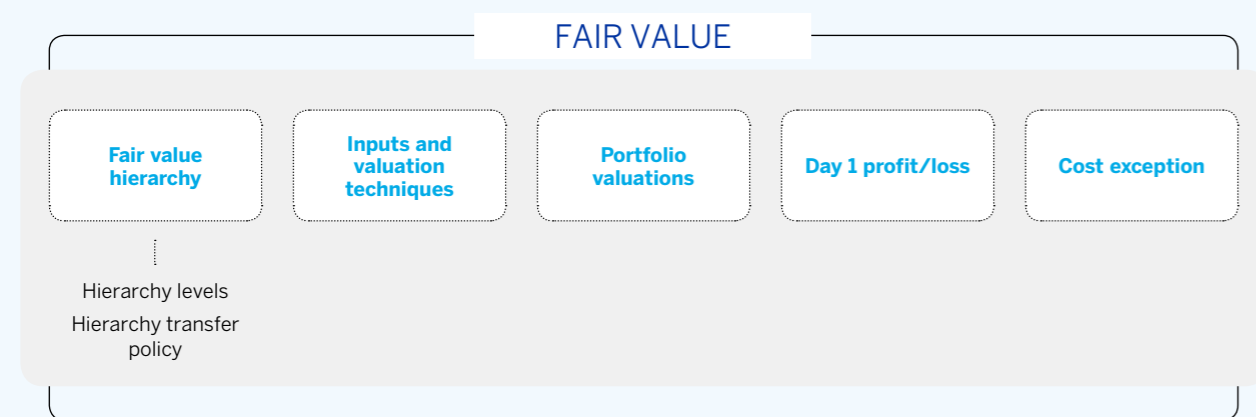 FAIR VALUE
Fair value
hierarchy
Inputs and
valuation
techniques
Portfolio
valuations
Day 1 profit/loss
Cost exception
Hierarchy levels
Hierarchy transfer
policy